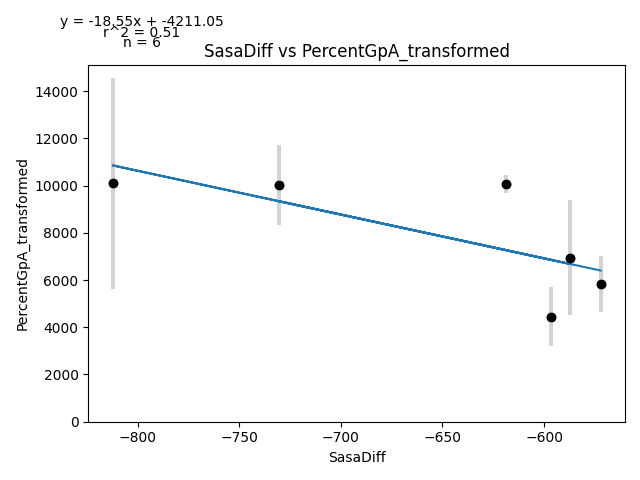 y = -18.55x + -4211.05
r^2 = 0.51
n = 6
SasaDiff vs PercentGpA_transformed
PercentGpA_transformed
14000
12000
10000
8000
6000
4000
2000
0
−800
−750
−700
−650
−600
SasaDiff